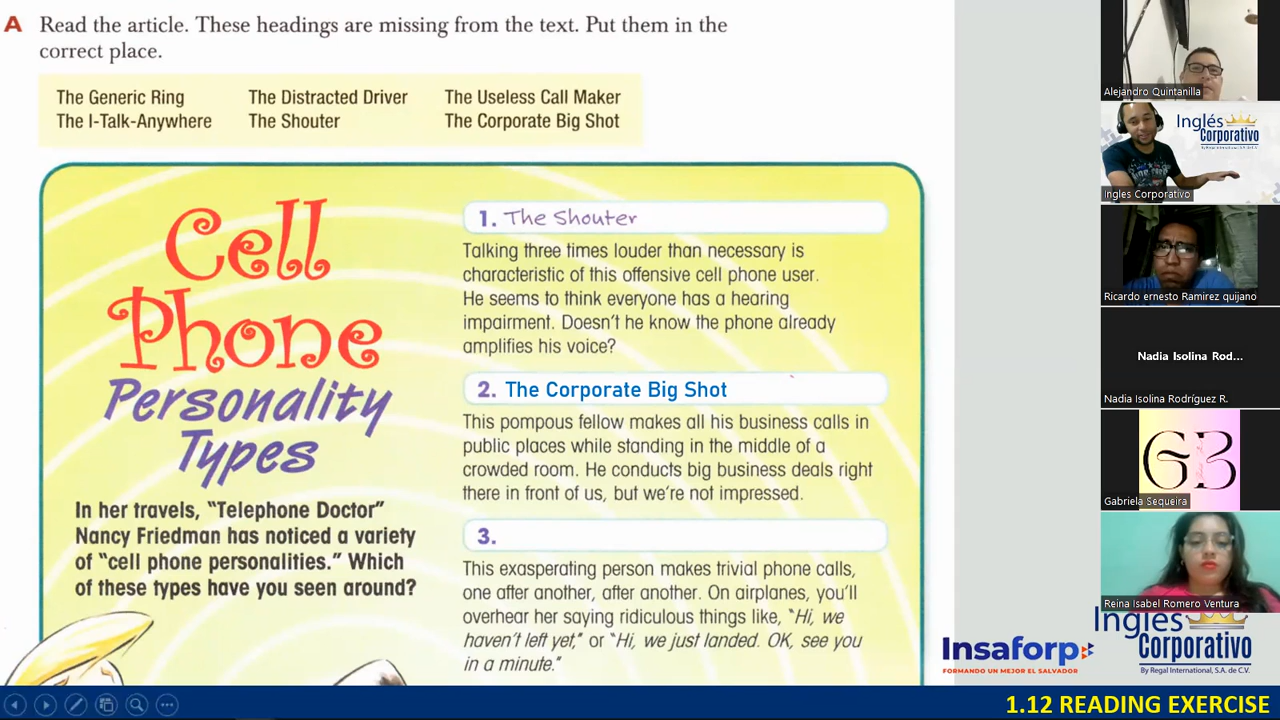 A Read the article. These headings are missing from the text. Put them in the
correct place.
The Generic Ring The Distracted Driver The Useless Call Maker
The I-Talk-Anywhere The Shouter The Corporate Big Shot
Cell
Phone
Personality
Types
In her travels, “Telephone Doctor”
Nancy Friedman has noticed a variety
of “cell phone personalities.” Which
of these types have you seen around?
1. The Shouter
Talking three times louder than necessary is
characteristic of this offensive cell phone user.
He seems to think everyone has a hearing
impairment. Doesn’t he know the phone already
amplifies his voice?
2. The Corporate Big Shot
This pompous fellow makes all his business calls in
public places while standing in the middle of a
crowded room. He conducts big business deals right
there in front of us, but we’re not impressed.
3.
This exasperating person makes trivial phone calls,
one after another, after another. On airplanes, you’ll
overhear her saying ridiculous things like, “Hi, we
haven’t left yet,” or “Hi, we just landed. OK, see you
in a minute.”
Alejandro Quintanilla
Inglés
Corporativo
By Regal International, S.A. de C.V.
Ingles Corporativo
Ricardo ernesto Ramirez quijano
Nadia Isolina Rod...
Nadia Isolina Rodríguez R.
GB
Gabriela Sequeira
Reina Isabel Romero Ventura
Insaforp
FORMANDO UN MEJOR EL SALVADOR
Inglés
Corporativo
By Regal International, S.A. de C.V.
1.12 READING EXERCISE